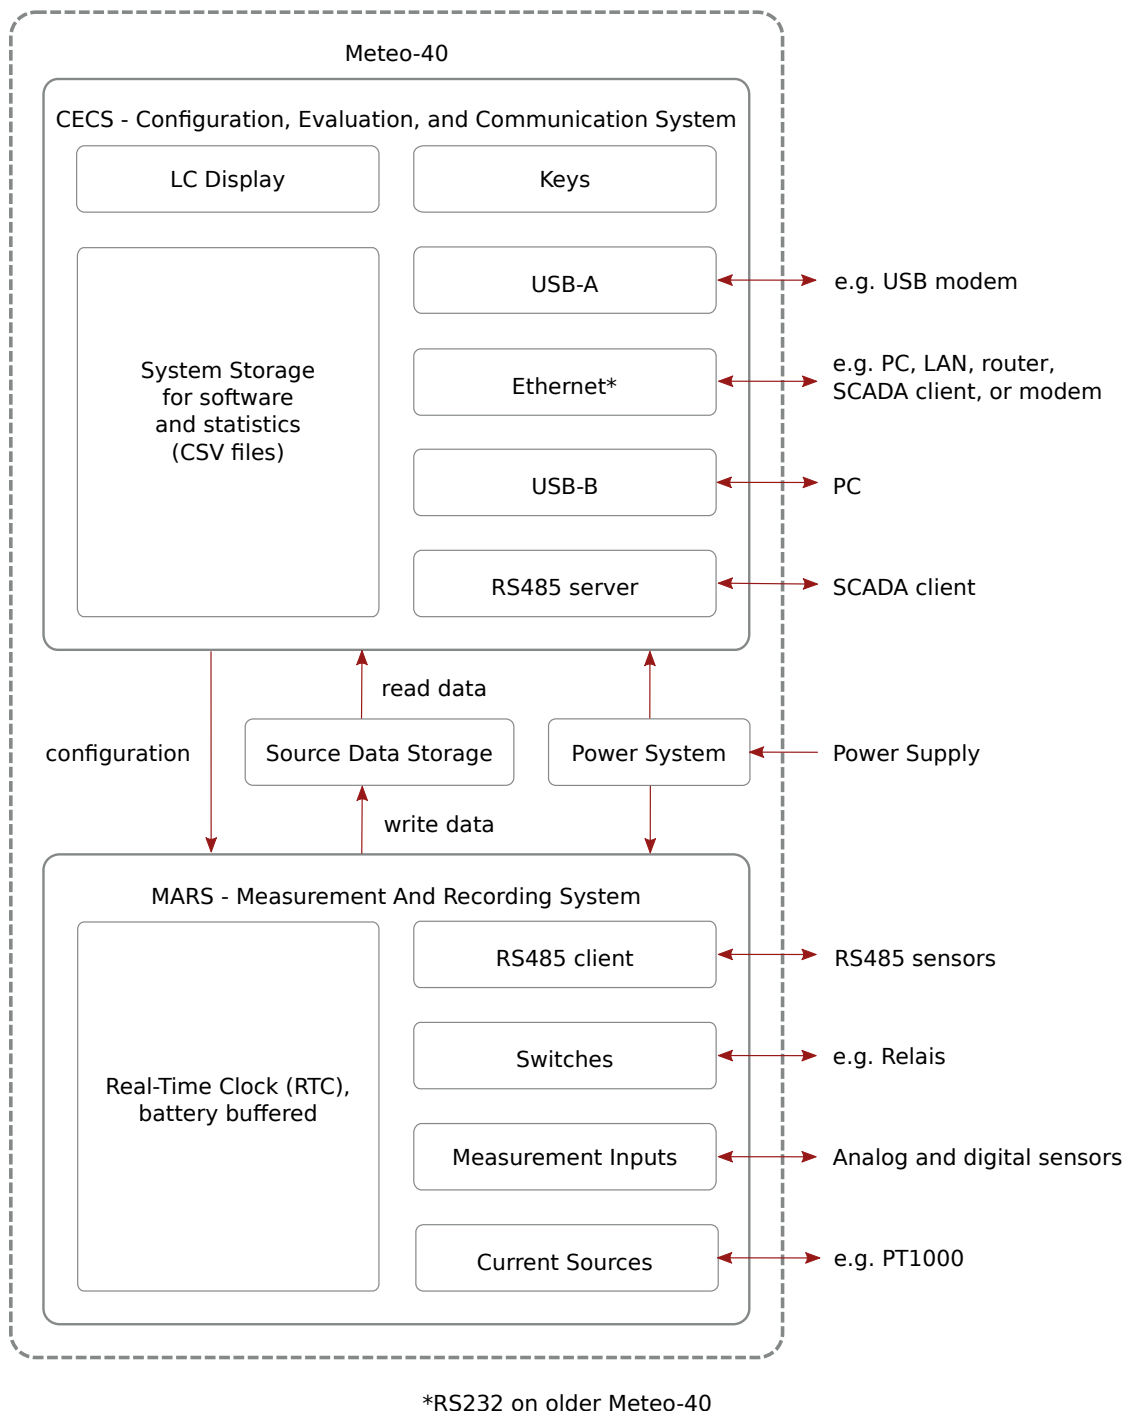 Meteo-40
CECS - Configuration, Evaluation, and Communication System
LC Display
Keys
System Storage
for software
and statistics
(CSV files)
USB-A
e.g. USB modem
Ethernet*
e.g. PC, LAN, router,
SCADA client, or modem
USB-B
PC
RS485 server
SCADA client
configuration
read data
Source Data Storage
write data
Power System
Power Supply
MARS - Measurement And Recording System
Real-Time Clock (RTC),
battery buffered
RS485 client
RS485 sensors
Switches
e.g. Relais
Measurement Inputs
Analog and digital sensors
Current Sources
e.g. PT1000
*RS232 on older Meteo-40